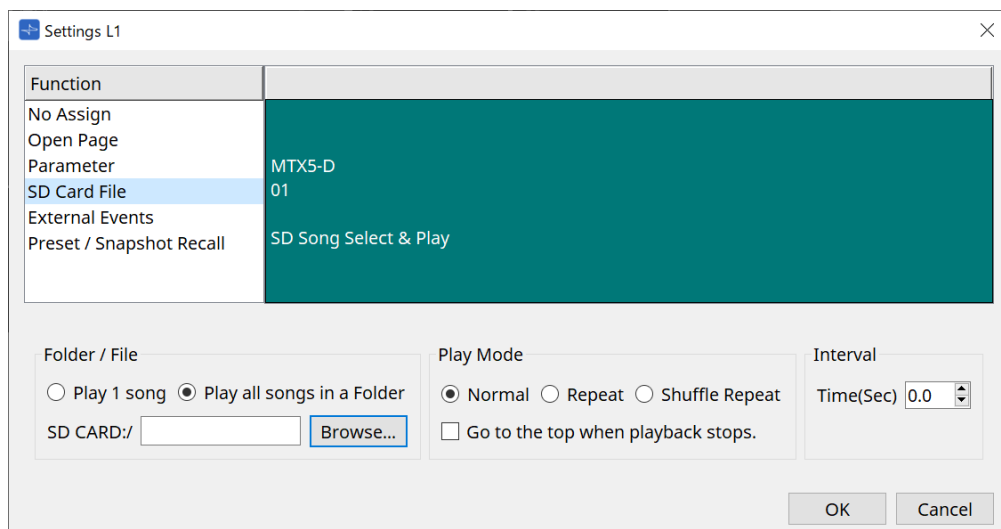 Settings L1
Function
No Assign
Open Page
Parameter
SD Card File
External Events
Preset / Snapshot Recall
MTX5-D
01
SD Song Select & Play
Folder / File
Play 1 song Play all songs in a Folder
SD CARD:/ Browse...
Play Mode
Normal Repeat Shuffle Repeat
Go to the top when playback stops.
Interval
Time(Sec) 0.0
OK Cancel